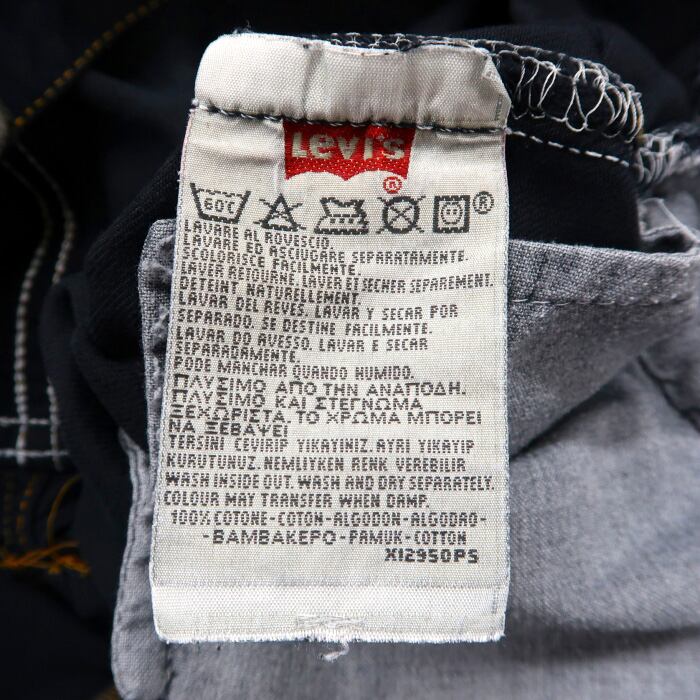 Levi's
®
60C ®
LAVARE AL ROVESCIO.
LAVARE ED ASCIUGARE SEPARATAMENTE.
SCOLORISCE FACILMENTE.
LAVER RETOURNE. LAVER ET SECHER SEPAREMENT.
DETEINT NATURELLEMENT.
LAVAR DEL REVES. LAVAR Y SECAR POR
SEPARADO. SE DESTINE FACILMENTE.
LAVAR DO AVESSO. LAVAR E SECAR
SEPARADAMENTE.
PODE MANCHAR QUANDO HUMIDO.
ΠΛΥΣΙΜΟ ΑΠΟ ΤΗΝ ΑΝΑΠΟΔΗ.
ΠΛΥΣΙΜΟ ΚΑΙ ΣΤΕΓΝΩΜΑ
ΞΕΧΩΡΙΣΤΑ. ΤΟ ΧΡΩΜΑ ΜΠΟΡΕΙ
ΝΑ ΞΕΒΑΨΕΙ
TERSINI CEVIRIP YIKAYINIZ. AYRI YIKAYIP
KURUTUNUZ. NEMLIYKEN RENK VEREBILIR
WASH INSIDE OUT. WASH AND DRY SEPARATELY.
COLOUR MAY TRANSFER WHEN DAMP.
100% COTONE-COTON-ALGODON-ALGODAO-
-ΒΑΜΒΑΚΕΡΟ-PAMUK-COTTON
X12950PS